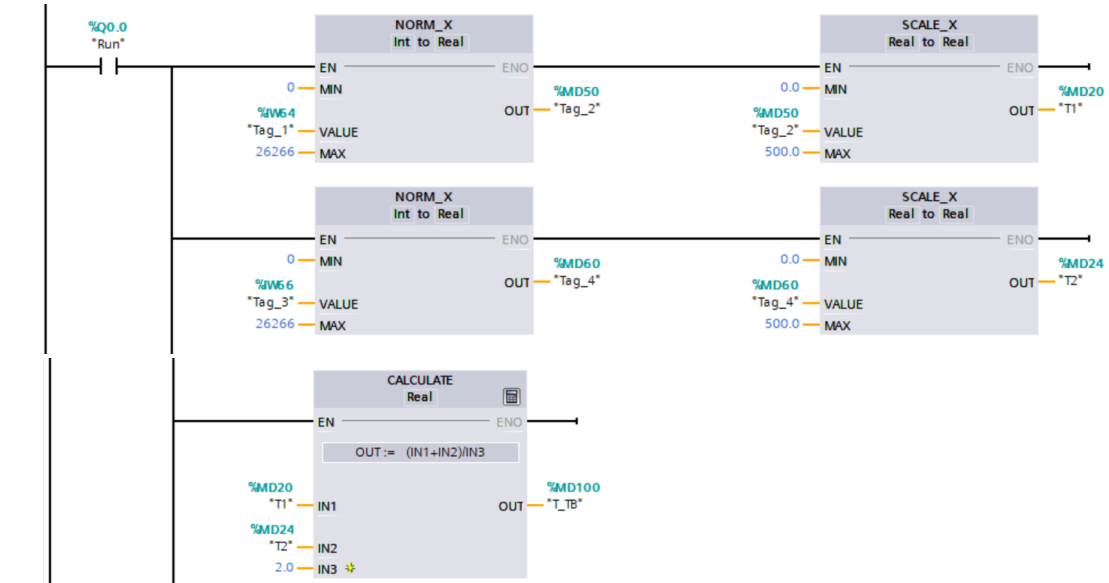 %Q0.0
"Run"
NORM_X
Int to Real
EN
ENO
0
MIN
%IW64
"Tag_1"
VALUE
26266
MAX
OUT
%MD50
"Tag_2"
SCALE_X
Real to Real
EN
ENO
0.0
MIN
%MD50
"Tag_2"
VALUE
500.0
MAX
OUT
%MD20
"T1"
NORM_X
Int to Real
EN
ENO
0
MIN
%IW66
"Tag_3"
VALUE
26266
MAX
OUT
%MD60
"Tag_4"
SCALE_X
Real to Real
EN
ENO
0.0
MIN
%MD60
"Tag_4"
VALUE
500.0
MAX
OUT
%MD24
"T2"
CALCULATE
Real
EN
ENO
OUT := (IN1+IN2)/IN3
%MD20
"T1"
IN1
%MD24
"T2"
IN2
2.0
IN3
OUT
%MD100
"T_TB"